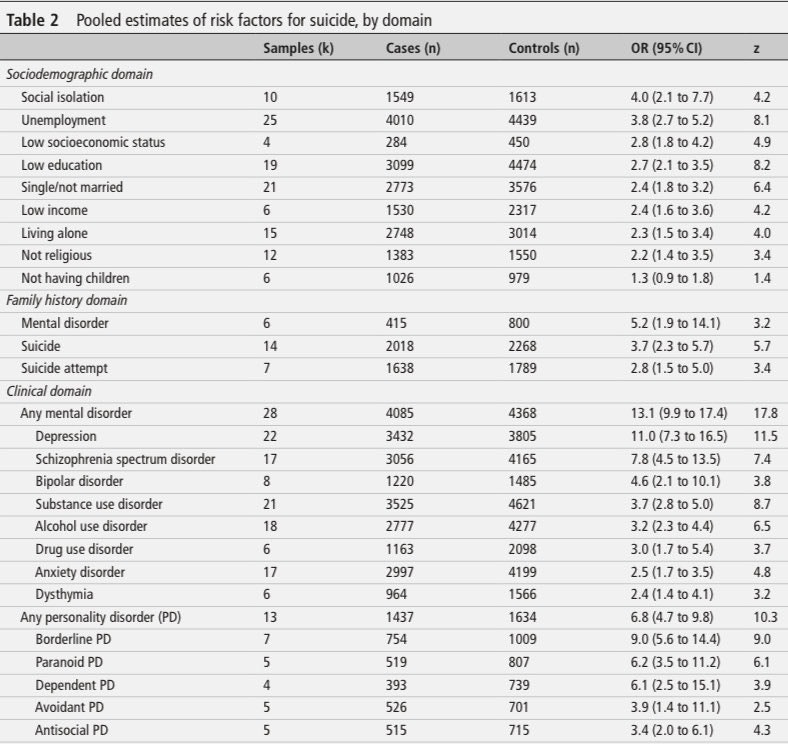 Table 2 Pooled estimates of risk factors for suicide, by domain
Samples (k) Cases (n) Controls (n) OR (95% CI) z
Sociodemographic domain
Social isolation 10 1549 1613 4.0 (2.1 to 7.7) 4.2
Unemployment 25 4010 4439 3.8 (2.7 to 5.2) 8.1
Low socioeconomic status 4 284 450 2.8 (1.8 to 4.2) 4.9
Low education 19 3099 4474 2.7 (2.1 to 3.5) 8.2
Single/not married 21 2773 3576 2.4 (1.8 to 3.2) 6.4
Low income 6 1530 2317 2.4 (1.6 to 3.6) 4.2
Living alone 15 2748 3014 2.3 (1.5 to 3.4) 4.0
Not religious 12 1383 1550 2.2 (1.4 to 3.5) 3.4
Not having children 6 1026 979 1.3 (0.9 to 1.8) 1.4
Family history domain
Mental disorder 6 415 800 5.2 (1.9 to 14.1) 3.2
Suicide 14 2018 2268 3.7 (2.3 to 5.7) 5.7
Suicide attempt 7 1638 1789 2.8 (1.5 to 5.0) 3.4
Clinical domain
Any mental disorder 28 4085 4368 13.1 (9.9 to 17.4) 17.8
Depression 22 3432 3805 11.0 (7.3 to 16.5) 11.5
Schizophrenia spectrum disorder 17 3056 4165 7.8 (4.5 to 13.5) 7.4
Bipolar disorder 8 1220 1485 4.6 (2.1 to 10.1) 3.8
Substance use disorder 21 3525 4621 3.7 (2.8 to 5.0) 8.7
Alcohol use disorder 18 2777 4277 3.2 (2.3 to 4.4) 6.5
Drug use disorder 6 1163 2098 3.0 (1.7 to 5.4) 3.7
Anxiety disorder 17 2997 4199 2.5 (1.7 to 3.5) 4.8
Dysthymia 6 964 1566 2.4 (1.4 to 4.1) 3.2
Any personality disorder (PD) 13 1437 1634 6.8 (4.7 to 9.8) 10.3
Borderline PD 7 754 1009 9.0 (5.6 to 14.4) 9.0
Paranoid PD 5 519 807 6.2 (3.5 to 11.2) 6.1
Dependent PD 4 393 739 6.1 (2.5 to 15.1) 3.9
Avoidant PD 5 526 701 3.9 (1.4 to 11.1) 2.5
Antisocial PD 5 515 715 3.4 (2.0 to 6.1) 4.3